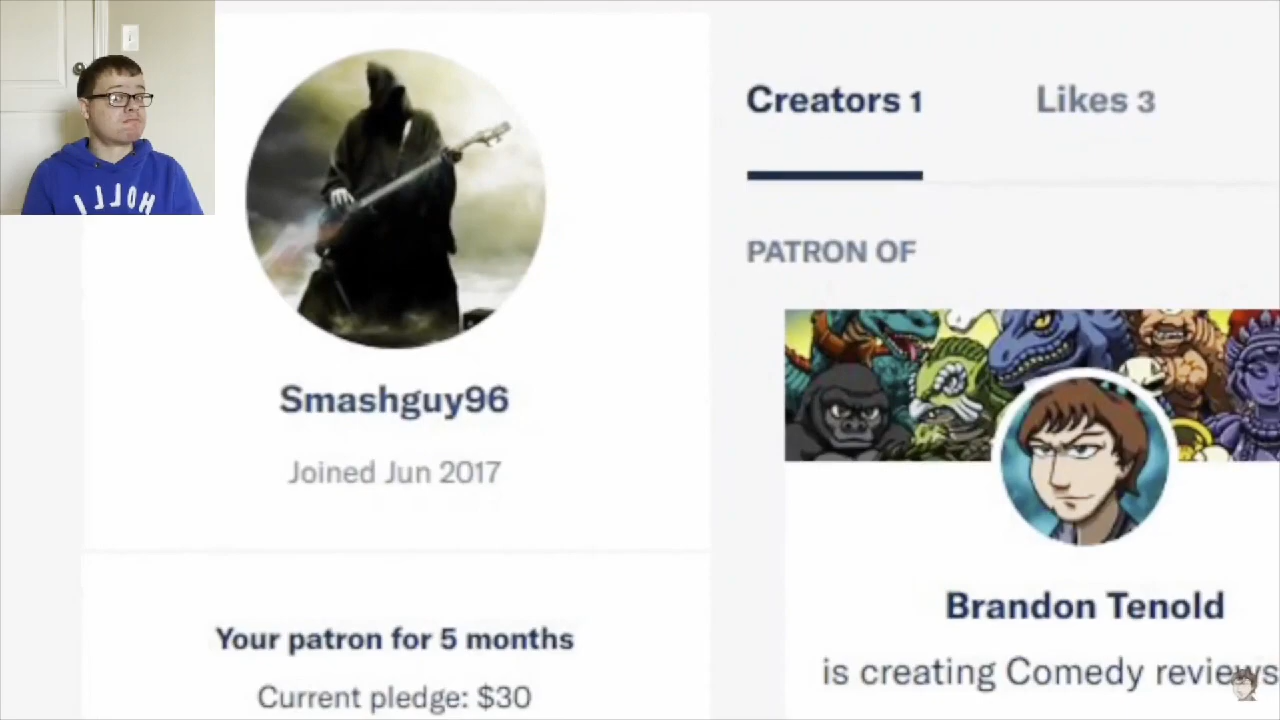 HOLLI
Creators 1
Likes 3
PATRON OF
Smashguy96
Joined Jun 2017
Your patron for 5 months
Current pledge: $30
Brandon Tenold
is creating Comedy reviews